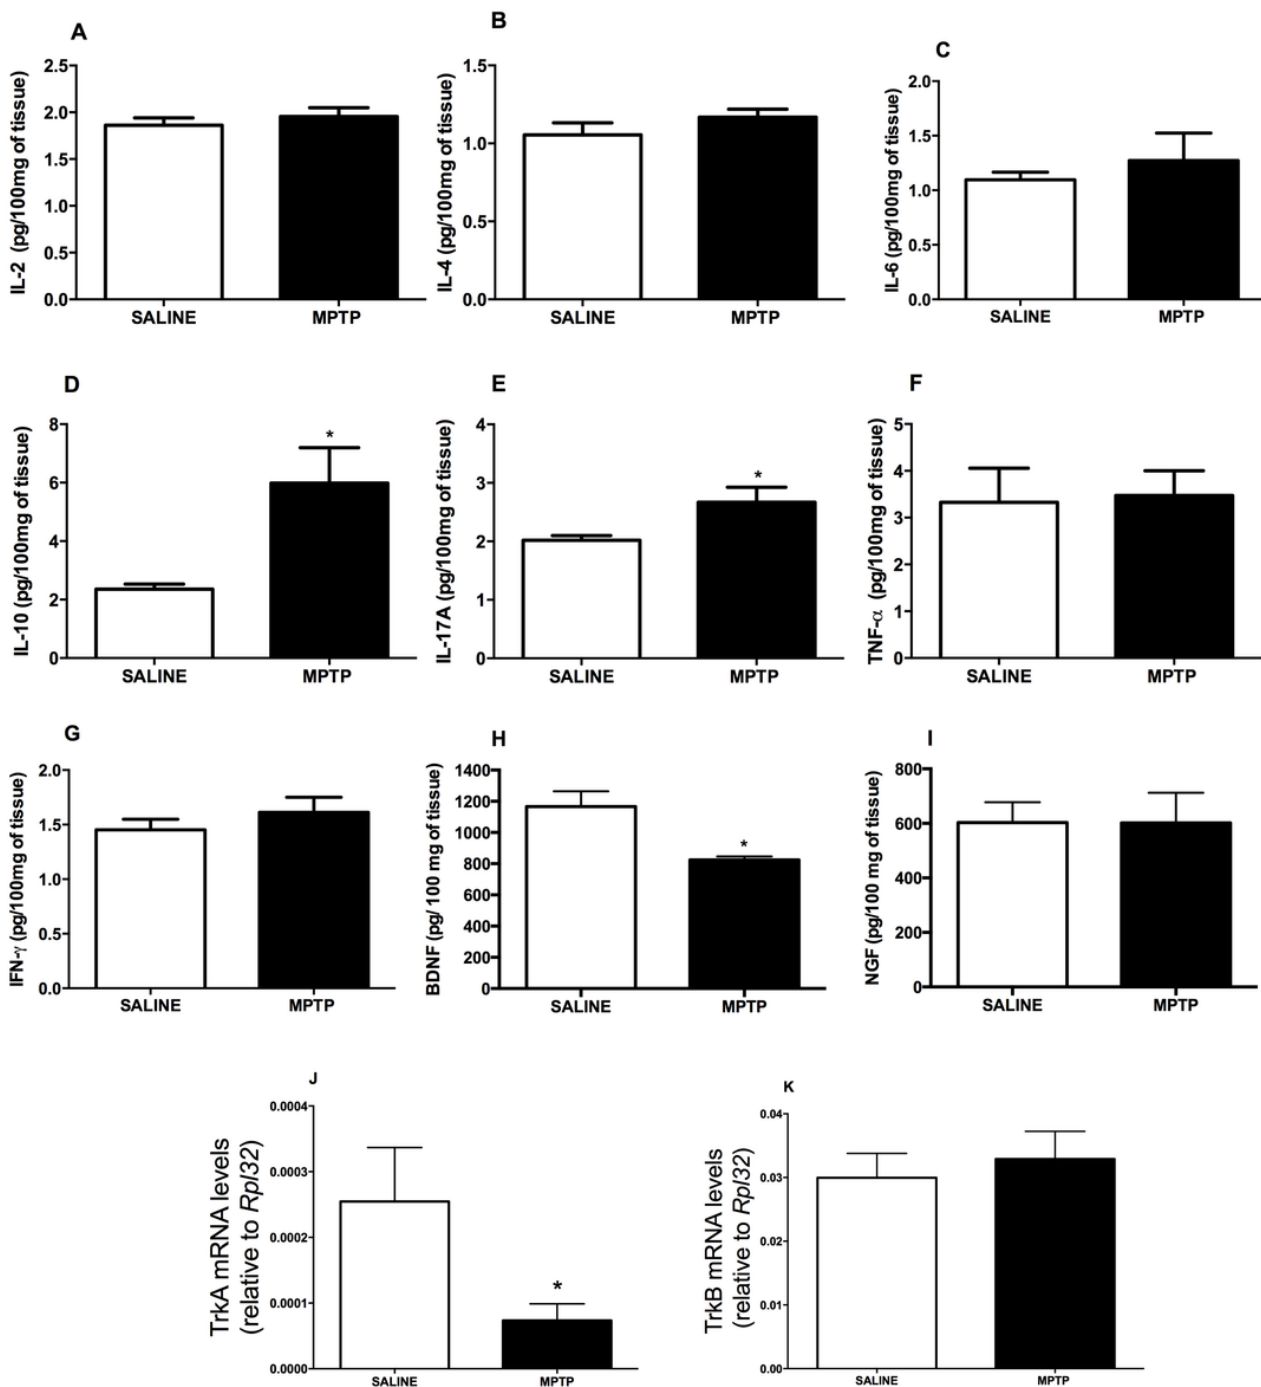 A
IL-2 (pg/100mg of tissue)
2.5
2.0
1.5
1.0
0.5
0.0
SALINE MPTP
B
IL-4 (pg/100mg of tissue)
1.5
1.0
0.5
0.0
SALINE MPTP
C
IL-6 (pg/100mg of tissue)
2.0
1.5
1.0
0.5
0.0
SALINE MPTP
D
IL-10 (pg/100mg of tissue)
8
6
4
2
0
*
SALINE MPTP
E
IL-17A (pg/100mg of tissue)
4
3
2
1
0
*
SALINE MPTP
F
TNF-α (pg/100mg of tissue)
5
4
3
2
1
0
SALINE MPTP
G
IFN-γ (pg/100mg of tissue)
2.0
1.5
1.0
0.5
0.0
SALINE MPTP
H
BDNF (pg/ 100 mg of tissue)
1400
1200
1000
800
600
400
200
0
*
SALINE MPTP
I
NGF (pg/100 mg of tissue)
800
600
400
200
0
SALINE MPTP
J
TrkA mRNA levels
(relative to Rpl32)
0.0004
0.0003
0.0002
0.0001
0.0000
*
SALINE MPTP
K
TrkB mRNA levels
(relative to Rpl32)
0.04
0.03
0.02
0.01
0.00
SALINE MPTP